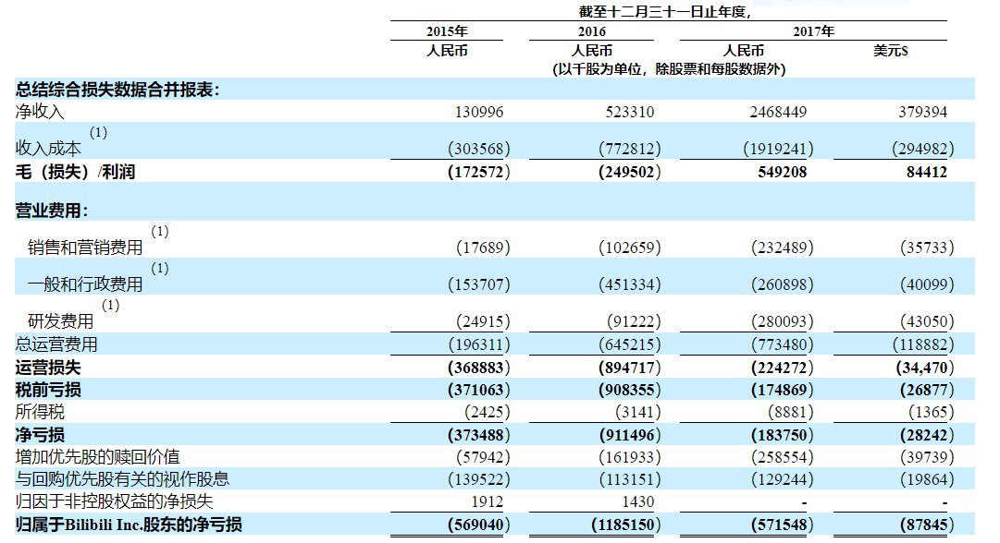 截至十二月三十一日止年度,
2015年 2016 2017年
人民币 人民币 人民币 美元$
(以千股为单位，除股票和每股数据外)
总结综合损失数据合并报表：
净收入 130996 523310 2468449 379394
收入成本(1) (303568) (772812) (1919241) (294982)
毛（损失）/利润 (172572) (249502) 549208 84412
营业费用：
销售和营销费用(1) (17689) (102659) (232489) (35733)
一般和行政费用(1) (153707) (451334) (260898) (40099)
研发费用(1) (24915) (91222) (280093) (43050)
总运营费用 (196311) (645215) (773480) (118882)
运营损失 (368883) (894717) (224272) (34,470)
税前亏损 (371063) (908355) (174869) (26877)
所得税 (2425) (3141) (8881) (1365)
净亏损 (373488) (911496) (183750) (28242)
增加优先股的赎回价值 (57942) (161933) (258554) (39739)
与回购优先股有关的视作股息 (139522) (113151) (129244) (19864)
归因于非控股权益的净损失 1912 1430 - -
归属于Bilibili Inc.股东的净亏损 (569040) (1185150) (571548) (87845)